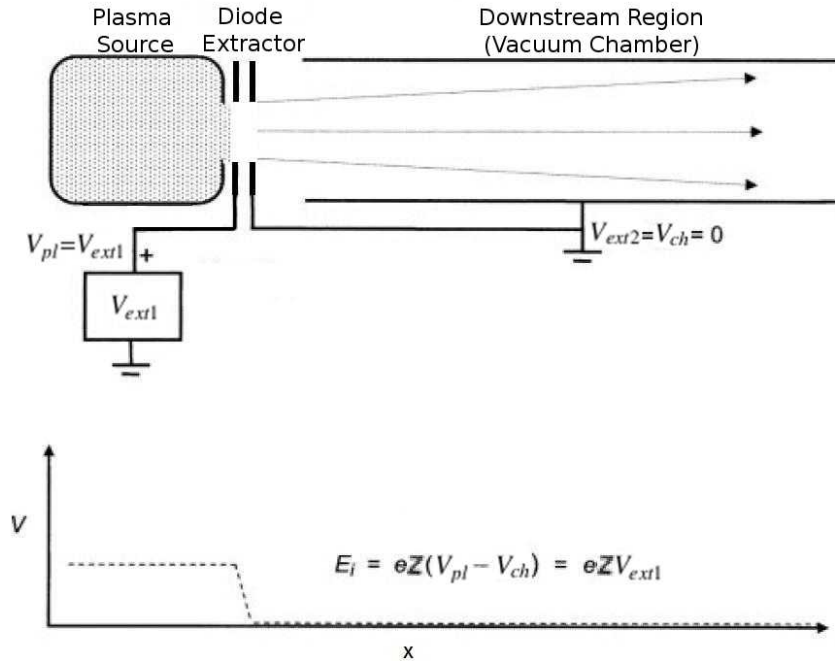 Plasma
Source
Diode
Extractor
Downstream Region
(Vacuum Chamber)
V_pl=V_ext1
+
V_ext1
V_ext2=V_ch=0
V
E_i = eℤ(V_pl − V_ch) = eℤV_ext1
x